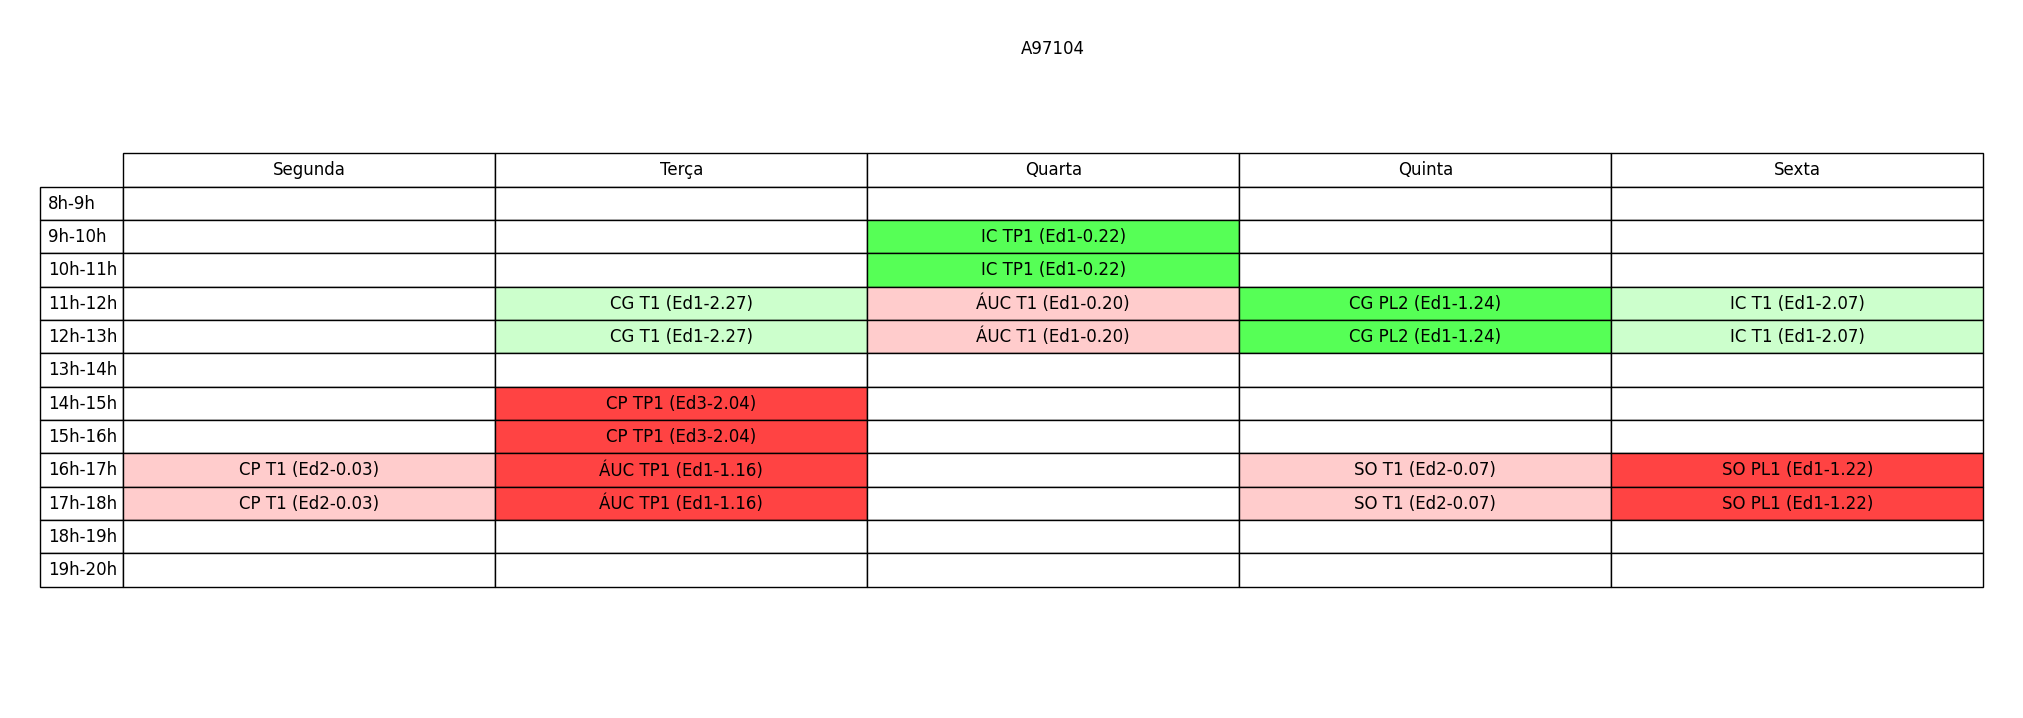 A97104
Segunda Terça Quarta Quinta Sexta
8h-9h
9h-10h IC TP1 (Ed1-0.22)
10h-11h IC TP1 (Ed1-0.22)
11h-12h CG T1 (Ed1-2.27) ÁUC T1 (Ed1-0.20) CG PL2 (Ed1-1.24) IC T1 (Ed1-2.07)
12h-13h CG T1 (Ed1-2.27) ÁUC T1 (Ed1-0.20) CG PL2 (Ed1-1.24) IC T1 (Ed1-2.07)
13h-14h
14h-15h CP TP1 (Ed3-2.04)
15h-16h CP TP1 (Ed3-2.04)
16h-17h CP T1 (Ed2-0.03) ÁUC TP1 (Ed1-1.16) SO T1 (Ed2-0.07) SO PL1 (Ed1-1.22)
17h-18h CP T1 (Ed2-0.03) ÁUC TP1 (Ed1-1.16) SO T1 (Ed2-0.07) SO PL1 (Ed1-1.22)
18h-19h
19h-20h